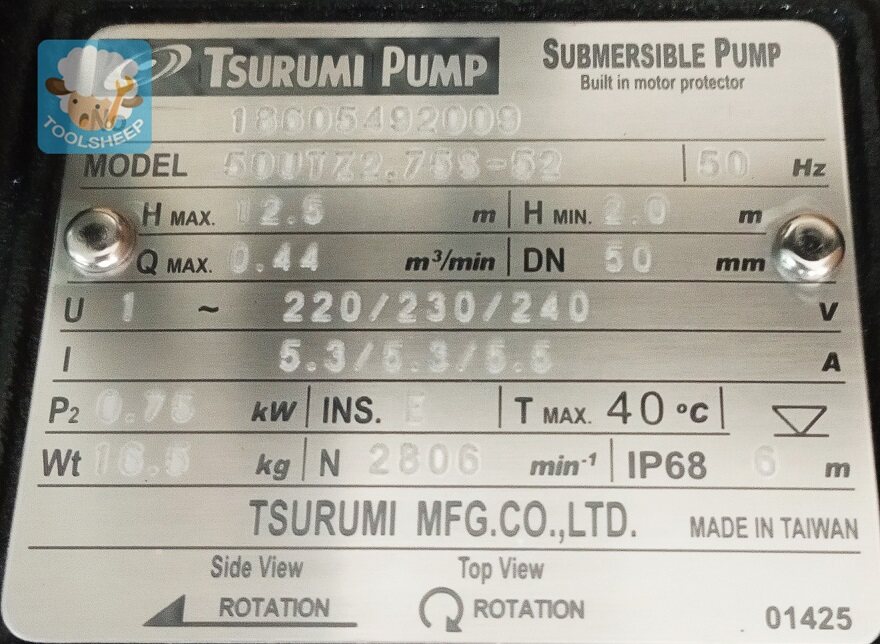 TSURUMI PUMP
SUBMERSIBLE PUMP
Built in motor protector
TOOLSHEEP
No
18605492009
MODEL 50UTZ2.75S-52 50 Hz
H MAX. 12.5 m H MIN. 2.0 m
Q MAX. 0.44 m³/min DN 50 mm
U 1 ~ 220/230/240 V
I 5.3/5.3/5.5 A
P2 0.75 kW INS. E T MAX. 40 °C
Wt 16.5 kg N 2806 min-1 IP68 6 m
TSURUMI MFG.CO.,LTD. MADE IN TAIWAN
Side View Top View
ROTATION ROTATION
01425